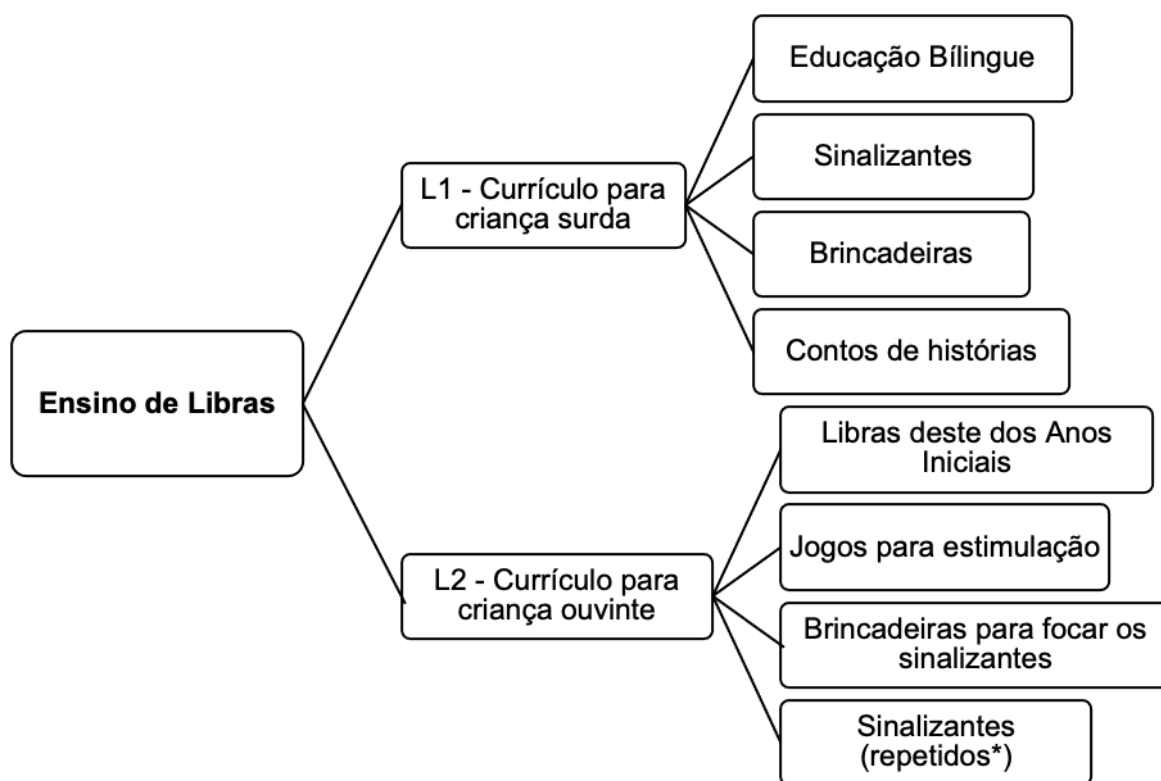 Ensino de Libras
L1 - Currículo para
criança surda
Educação Bílingue
Sinalizantes
Brincadeiras
Contos de histórias
L2 - Currículo para
criança ouvinte
Libras deste dos Anos
Iniciais
Jogos para estimulação
Brincadeiras para focar os
sinalizantes
Sinalizantes
(repetidos*)